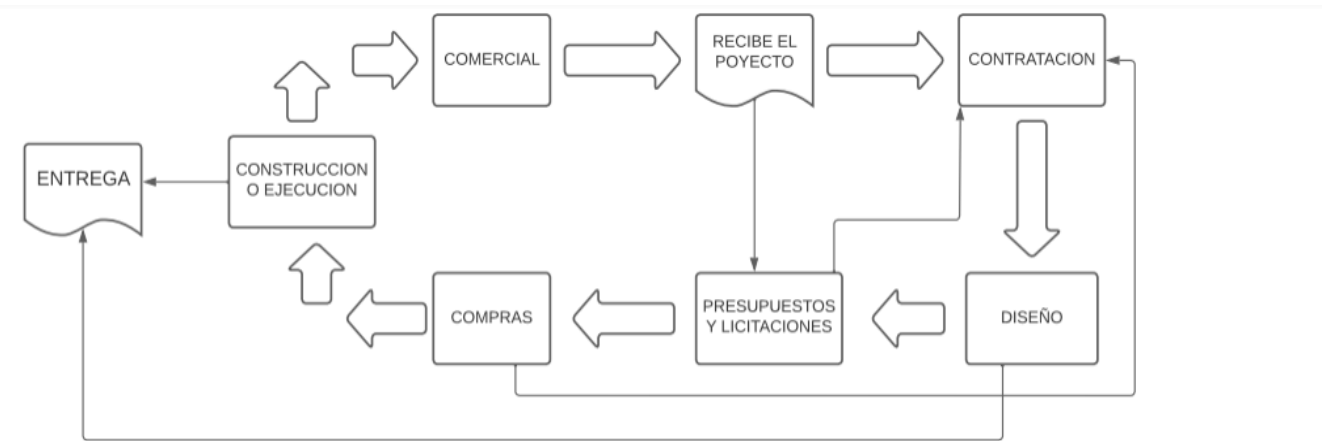 COMERCIAL
RECIBE EL
POYECTO
CONTRATACION
ENTREGA
CONSTRUCCION
O EJECUCION
COMPRAS
PRESUPUESTOS
Y LICITACIONES
DISEÑO